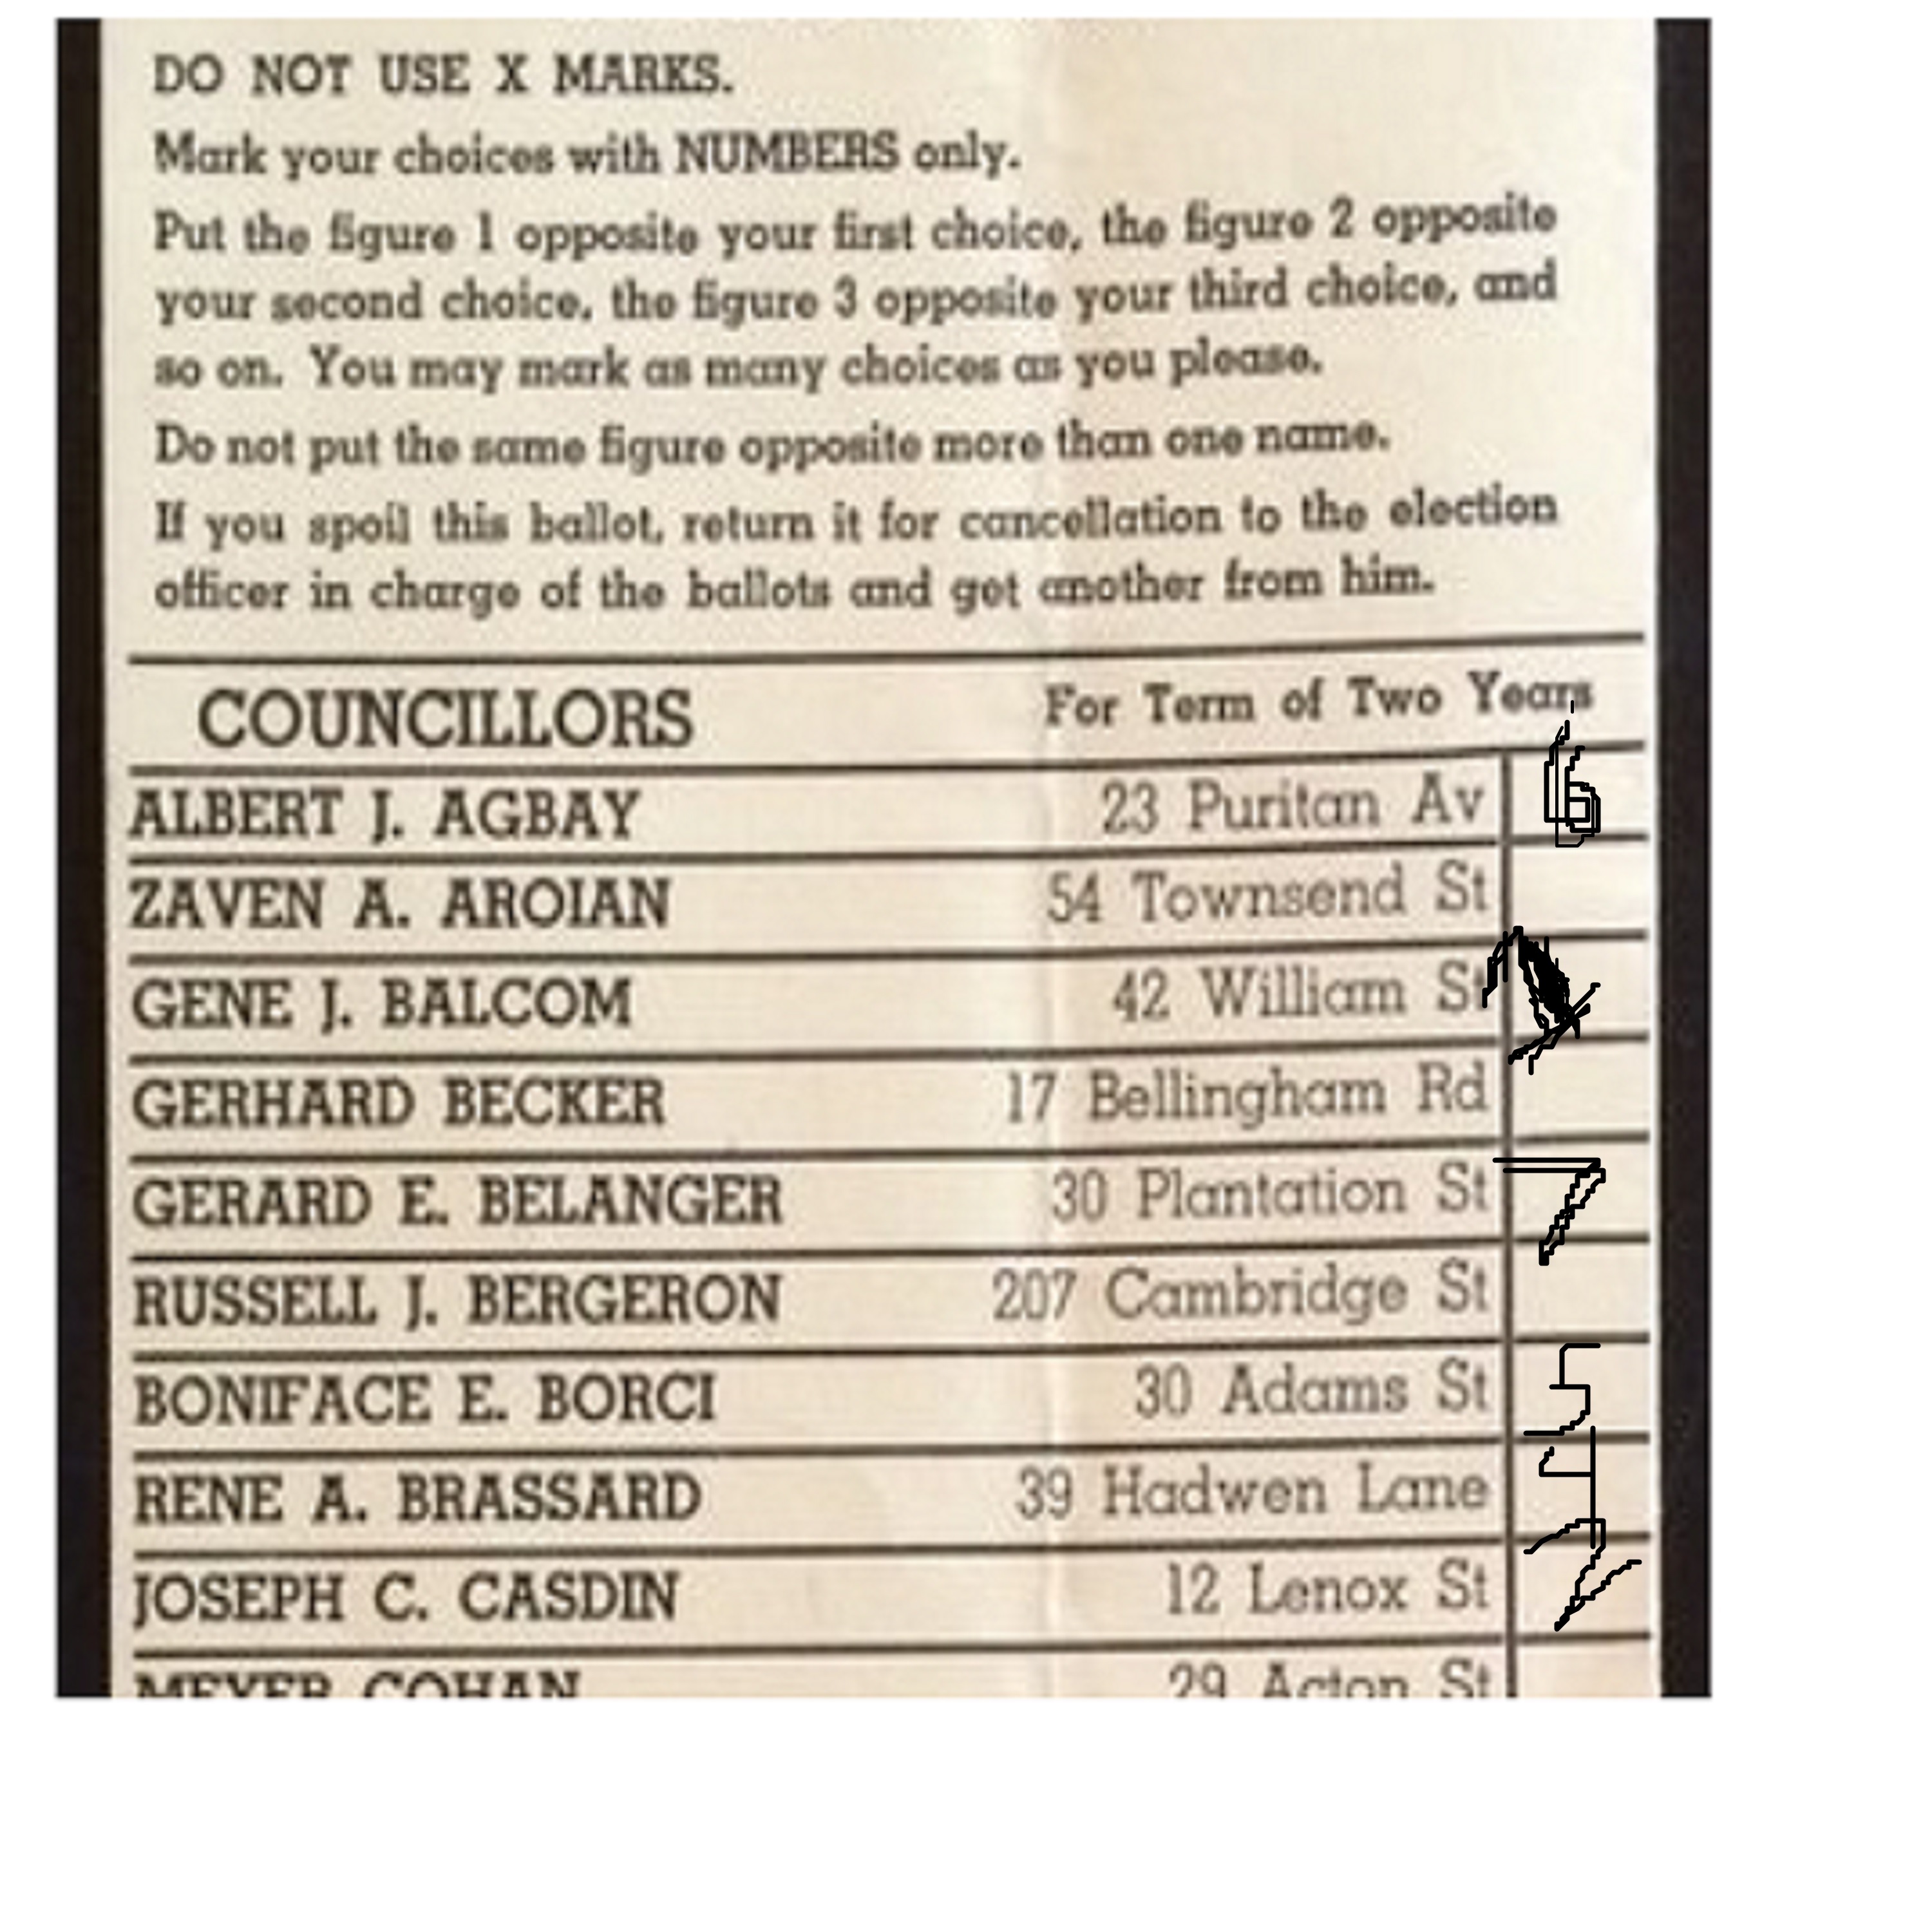 DO NOT USE X MARKS.
Mark your choices with NUMBERS only.
Put the figure 1 opposite your first choice, the figure 2 opposite
your second choice, the figure 3 opposite your third choice, and
so on. You may mark as many choices as you please.
Do not put the same figure opposite more than one name.
If you spoil this ballot, return it for cancellation to the election
officer in charge of the ballots and get another from him.
COUNCILLORS For Term of Two Years
ALBERT J. AGBAY 23 Puritan Av 6
ZAVEN A. AROIAN 54 Townsend St
GENE J. BALCOM 42 William St
GERHARD BECKER 17 Bellingham Rd
GERARD E. BELANGER 30 Plantation St 7
RUSSELL J. BERGERON 207 Cambridge St
BONIFACE E. BORCI 30 Adams St 5
RENE A. BRASSARD 39 Hadwen Lane 4
JOSEPH C. CASDIN 12 Lenox St
MEYER COHAN 29 Acton St